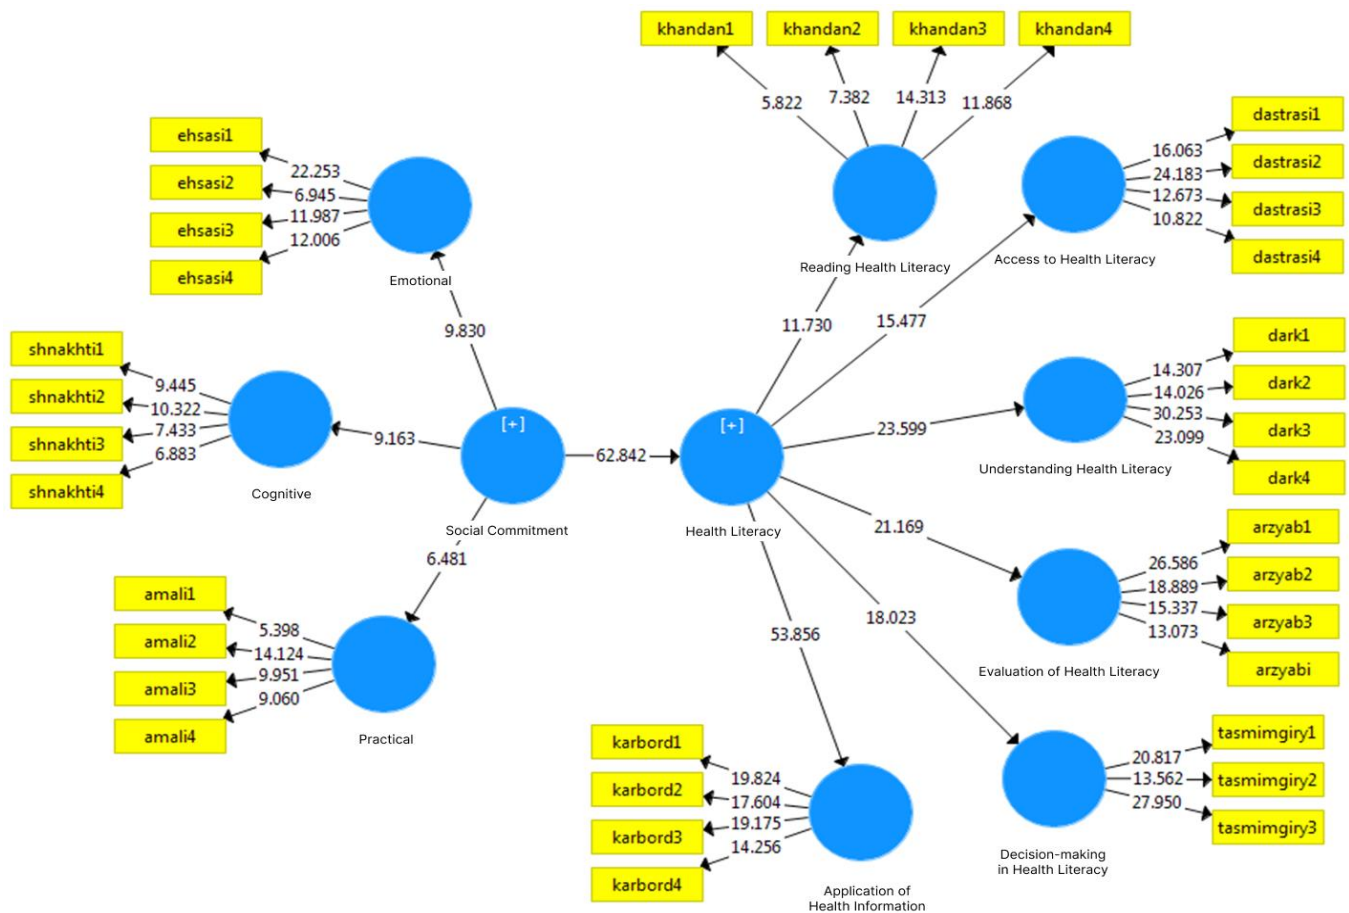 khandan1
khandan2
khandan3
khandan4
5.822
7.382
14.313
11.868
Reading Health Literacy
dastrasi1
dastrasi2
dastrasi3
dastrasi4
16.063
24.183
12.673
10.822
Access to Health Literacy
ehsasi1
ehsasi2
ehsasi3
ehsasi4
22.253
6.945
11.987
12.006
Emotional
9.830
11.730
15.477
shnakhti1
shnakhti2
shnakhti3
shnakhti4
9.445
10.322
7.433
6.883
Cognitive
9.163
[+]
Social Commitment
62.842
[+]
Health Literacy
23.599
dark1
dark2
dark3
dark4
14.307
14.026
30.253
23.099
Understanding Health Literacy
6.481
21.169
arzyab1
arzyab2
arzyab3
arzyabi
26.586
18.889
15.337
13.073
Evaluation of Health Literacy
amali1
amali2
amali3
amali4
5.398
14.124
9.951
9.060
Practical
53.856
18.023
karbord1
karbord2
karbord3
karbord4
19.824
17.604
19.175
14.256
Application of
Health Information
tasmimgiry1
tasmimgiry2
tasmimgiry3
20.817
13.562
27.950
Decision-making
in Health Literacy